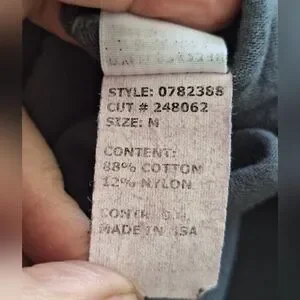 STYLE: 0782388
CUT # 248062
SIZE: M
CONTENT:
88% COTTON
12% NYLON
MADE IN USA